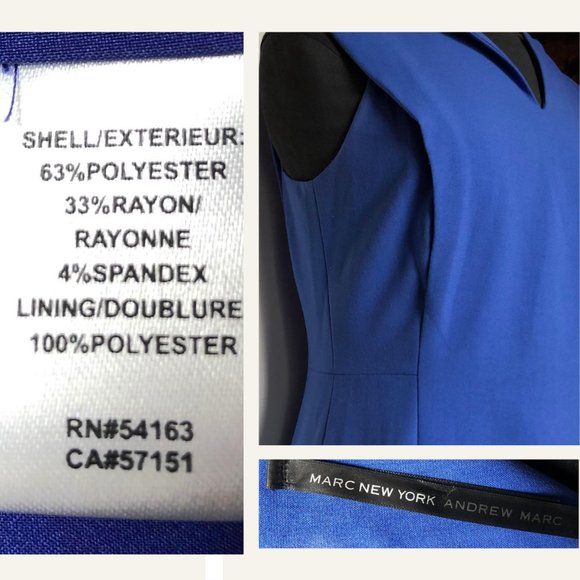 SHELL/EXTERIEUR:
63%POLYESTER
33%RAYON/
RAYONNE
4%SPANDEX
LINING/DOUBLURE
100%POLYESTER
RN#54163
CA#57151
MARC NEW YORK ANDREW MARC